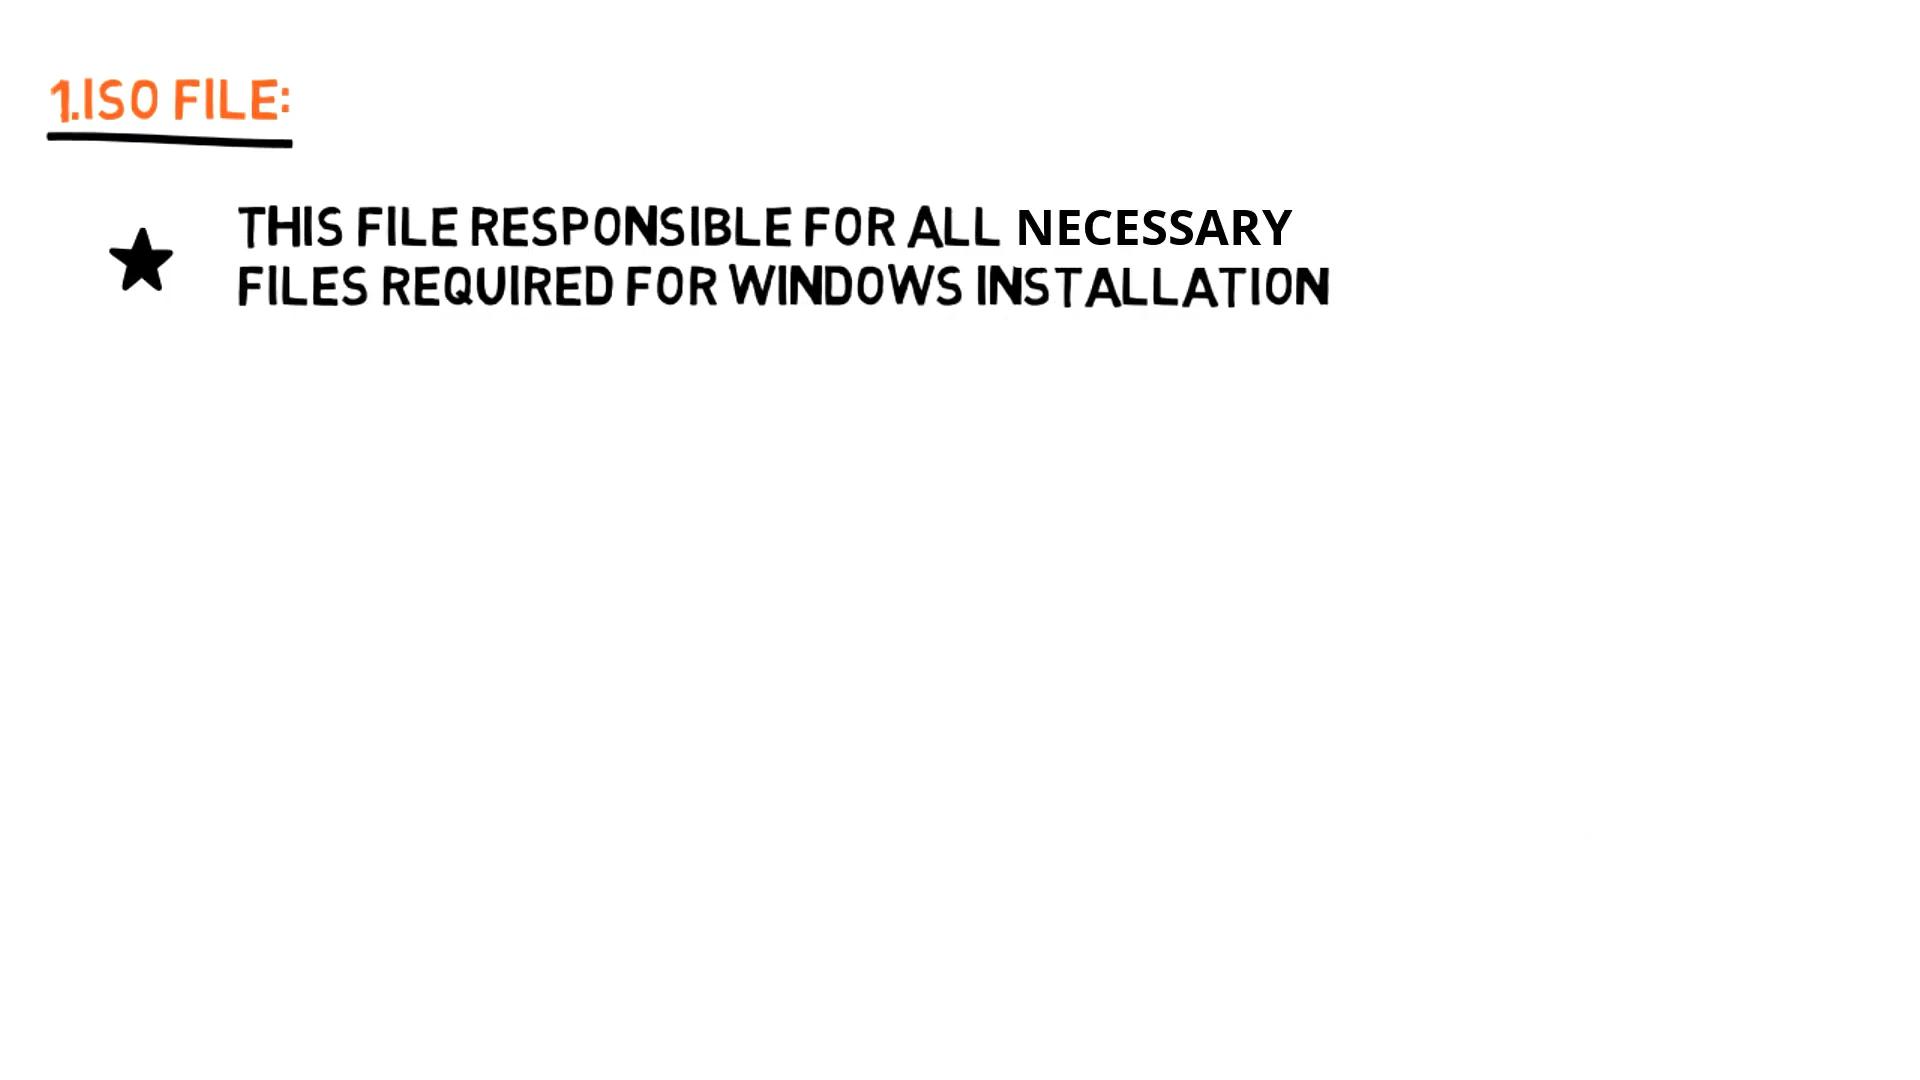 1.ISO FILE:
THIS FILE RESPONSIBLE FOR ALL NECESSARY
FILES REQUIRED FOR WINDOWS INSTALLATION